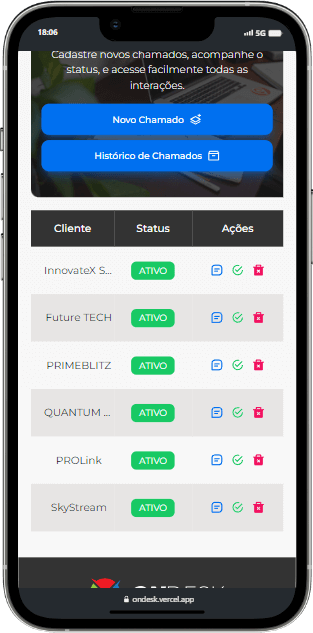 18:06
5G
Cadastre novos chamados, acompanhe o
status, e acesse facilmente todas as
interações.
Novo Chamado
Histórico de Chamados
Cliente Status Ações
InnovateX S... ATIVO
Future TECH ATIVO
PRIMEBLITZ ATIVO
QUANTUM ... ATIVO
PROLink ATIVO
SkyStream ATIVO
ONDESK
ondesk.vercel.app